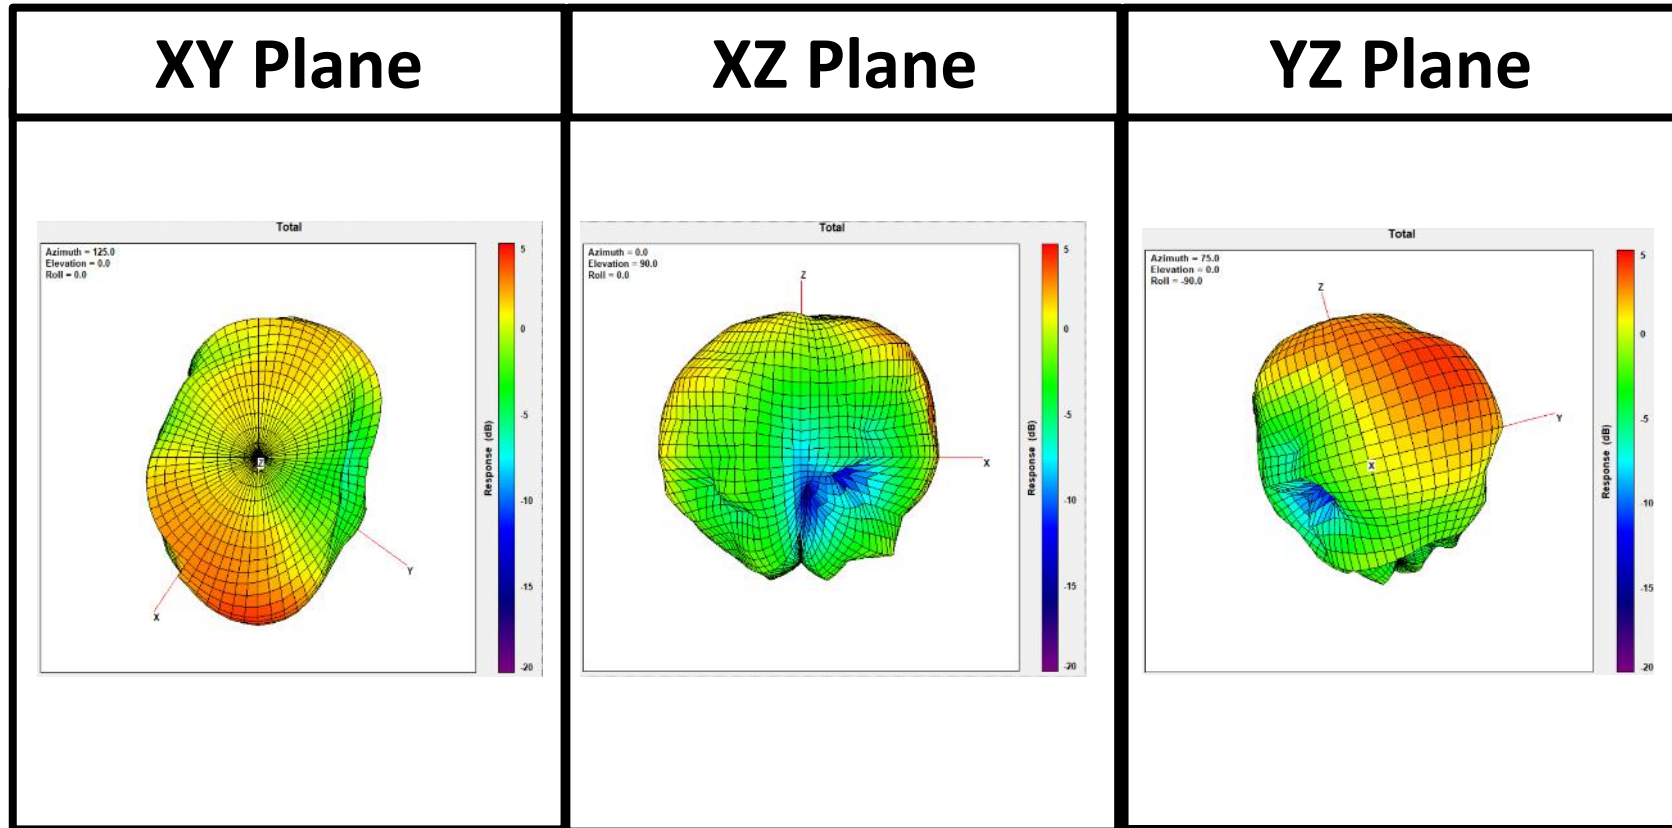 XY Plane
XZ Plane
YZ Plane
Total
Azimuth = 125.0
Elevation = 0.0
Roll = 0.0
5
0
-5
-10
-15
-20
Response (dB)
Z
Y
X
Total
Azimuth = 0.0
Elevation = 90.0
Roll = 0.0
5
0
-5
-10
-15
-20
Response (dB)
Z
X
Total
Azimuth = 75.0
Elevation = 0.0
Roll = -90.0
5
0
-5
-10
-15
-20
Response (dB)
Z
Y
X